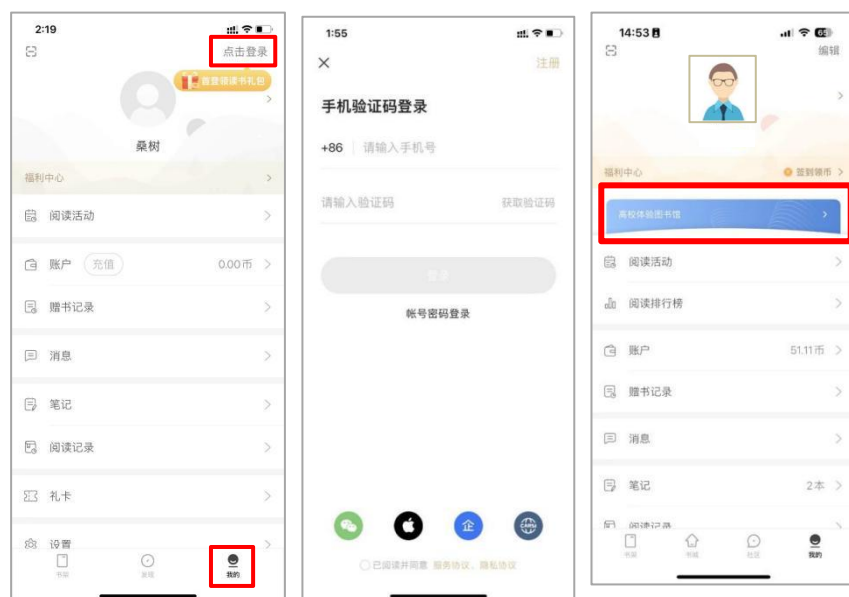 2:19
点击登录
首登领读书礼包
桑树
福利中心
阅读活动
账户
充值
0.00币
赠书记录
消息
笔记
阅读记录
礼卡
设置
书架
发现
我的
1:55
注册
手机验证码登录
+86
请输入手机号
请输入验证码
获取验证码
登录
帐号密码登录
企
CARSI
已阅读并同意 服务协议、隐私协议
14:53
65
编辑
福利中心
签到领币
高校体验图书馆
阅读活动
阅读排行榜
账户
51.11币
赠书记录
消息
笔记
2本
阅读记录
书架
书城
社区
我的